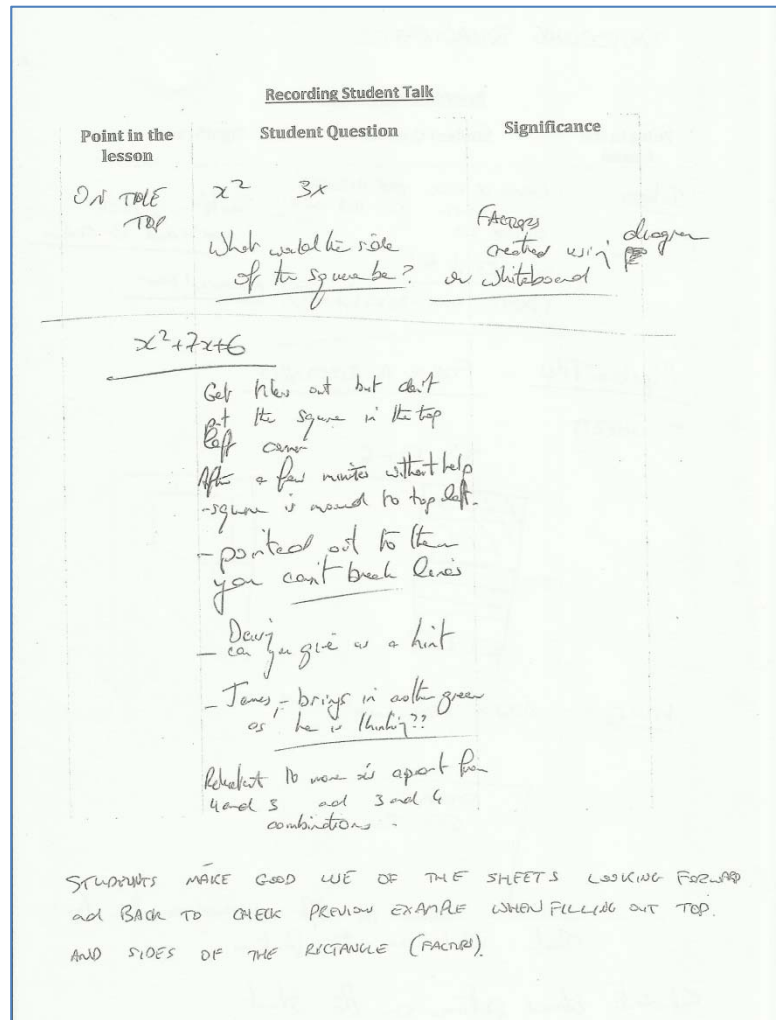 Recording Student Talk
Point in the lesson
Student Question
Significance
ON TABLE TOP
x² 3x
What would the side
of the square be?
FACTORS
created using diagram
or whiteboard
x²+7x+6
Get tiles out but don't
put the square in the top
left corner
After a few minutes without help
-square is moved to top left.
- pointed out to them
you can't break lines
- can you give us a hint
- James, - brings in another green
as he is thinking??
Reluctant to move six apart from
4 and 3 and 3 and 4
combinations.
STUDENTS MAKE GOOD USE OF THE SHEETS LOOKING FORWARD
and BACK TO CHECK PREVIOUS EXAMPLE WHEN FILLING OUT TOP.
AND SIDES OF THE RECTANGLE (FACTORS).